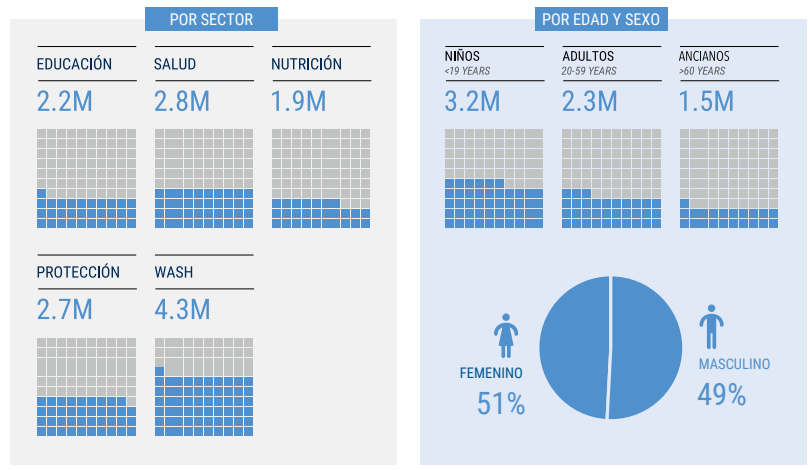 POR SECTOR
EDUCACIÓN
2.2M
SALUD
2.8M
NUTRICIÓN
1.9M
PROTECCIÓN
2.7M
WASH
4.3M
POR EDAD Y SEXO
NIÑOS
<19 YEARS
3.2M
ADULTOS
20-59 YEARS
2.3M
ANCIANOS
>60 YEARS
1.5M
FEMENINO
51%
MASCULINO
49%